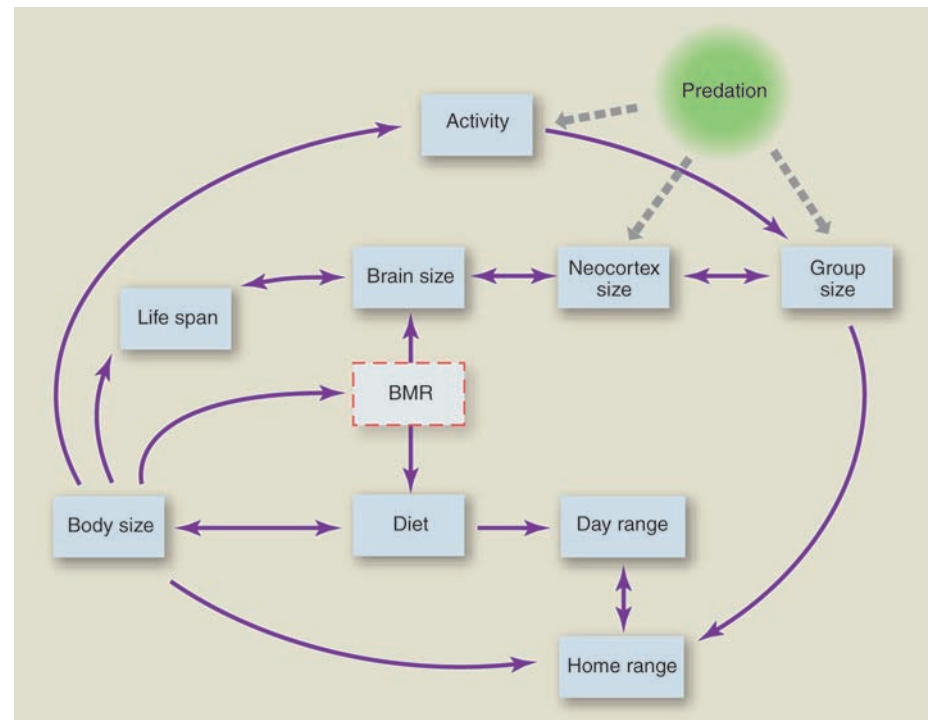 Predation
Activity
Brain size
Neocortex
size
Group
size
Life span
BMR
Body size
Diet
Day range
Home range